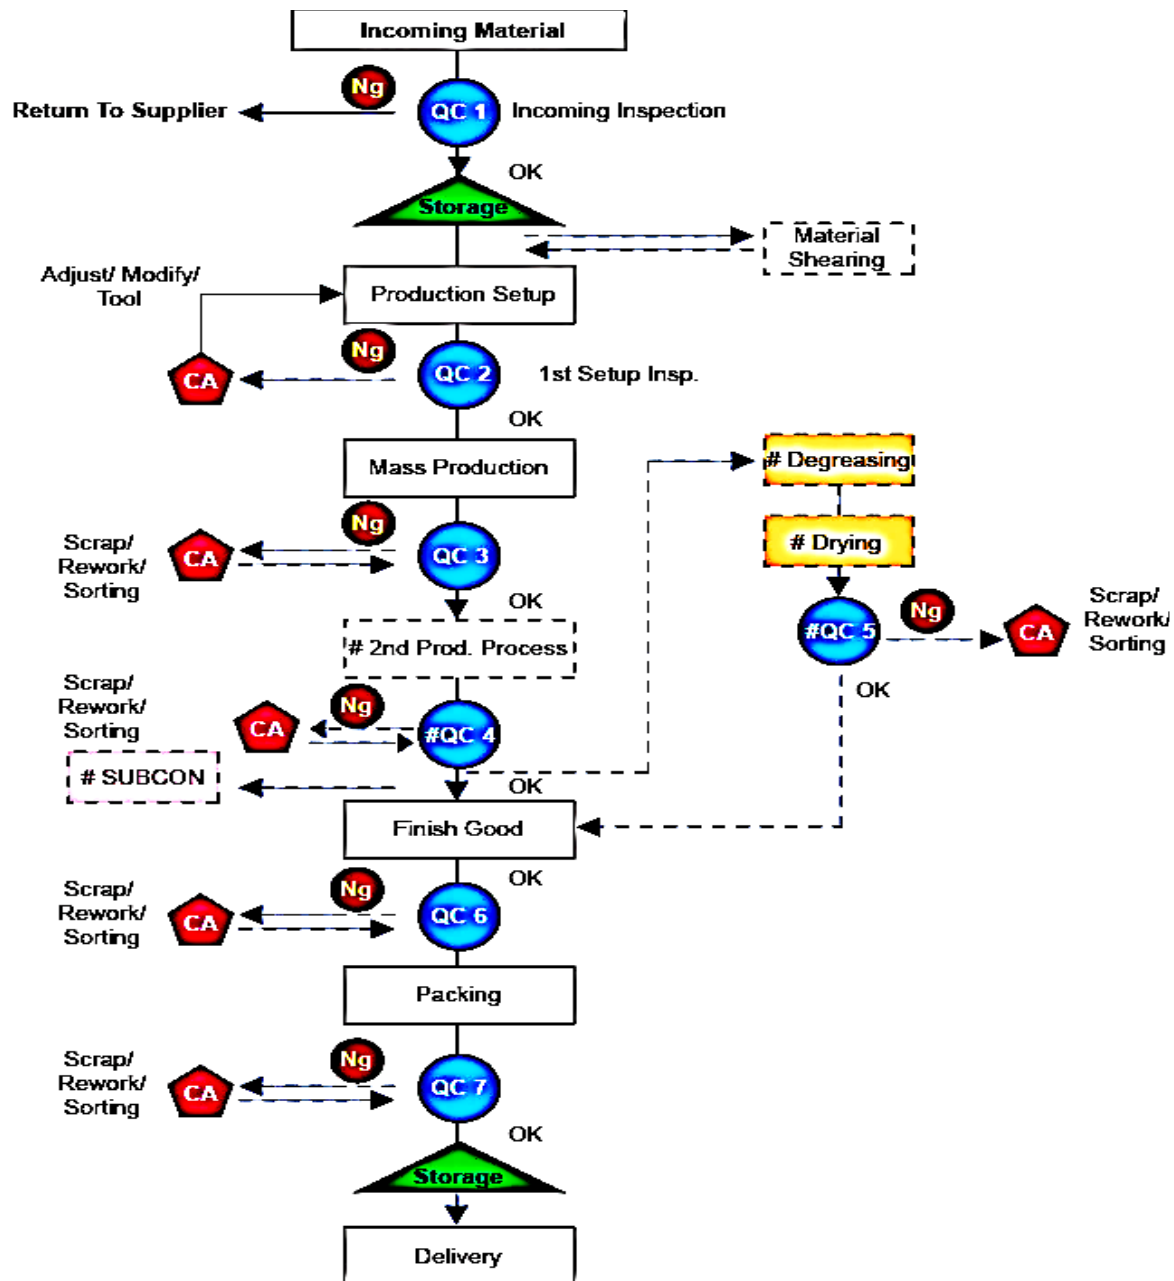 Incoming Material
Ng
Return To Supplier
QC 1
Incoming Inspection
OK
Storage
Material
Shearing
Adjust/ Modify/
Tool
Production Setup
Ng
CA
QC 2
1st Setup Insp.
OK
Mass Production
# Degreasing
Ng
Scrap/
Rework/
Sorting
CA
QC 3
# Drying
OK
Ng
Scrap/
Rework/
Sorting
#QC 5
CA
OK
# 2nd Prod. Process
Scrap/
Rework/
Sorting
Ng
CA
#QC 4
# SUBCON
OK
Finish Good
OK
Scrap/
Rework/
Sorting
Ng
CA
QC 6
Packing
Scrap/
Rework/
Sorting
Ng
CA
QC 7
OK
Storage
Delivery